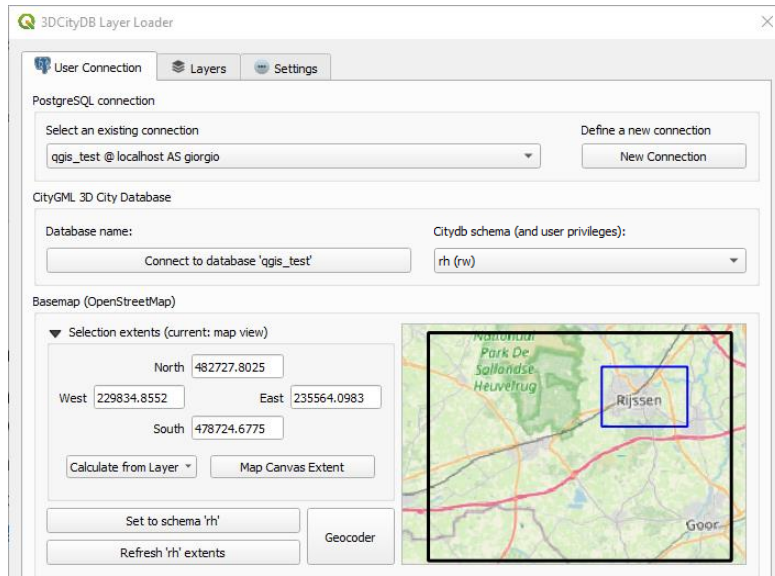 3DCityDB Layer Loader
User Connection
Layers
Settings
PostgreSQL connection
Select an existing connection
Define a new connection
qgis_test @ localhost AS giorgio
New Connection
CityGML 3D City Database
Database name:
Citydb schema (and user privileges):
Connect to database 'qgis_test'
rh (rw)
Basemap (OpenStreetMap)
Selection extents (current: map view)
North 482727.8025
West 229834.8552
East 235564.0983
South 478724.6775
Calculate from Layer
Map Canvas Extent
Set to schema 'rh'
Refresh 'rh' extents
Geocoder
Nationaal
Park De
Sallandse
Heuvelrug
Rijssen
Goor